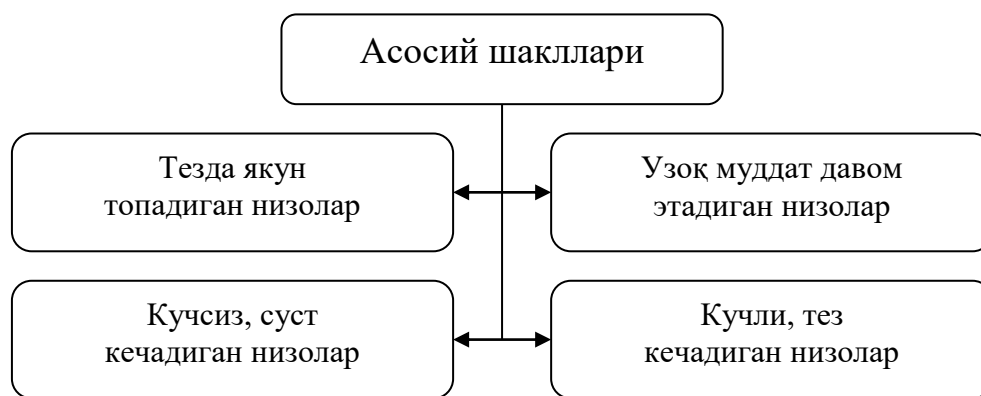 Асосий шакллари
Тезда якун
топадиган низолар
Узоқ муддат давом
этадиган низолар
Кучсиз, суст
кечадиган низолар
Кучли, тез
кечадиган низолар